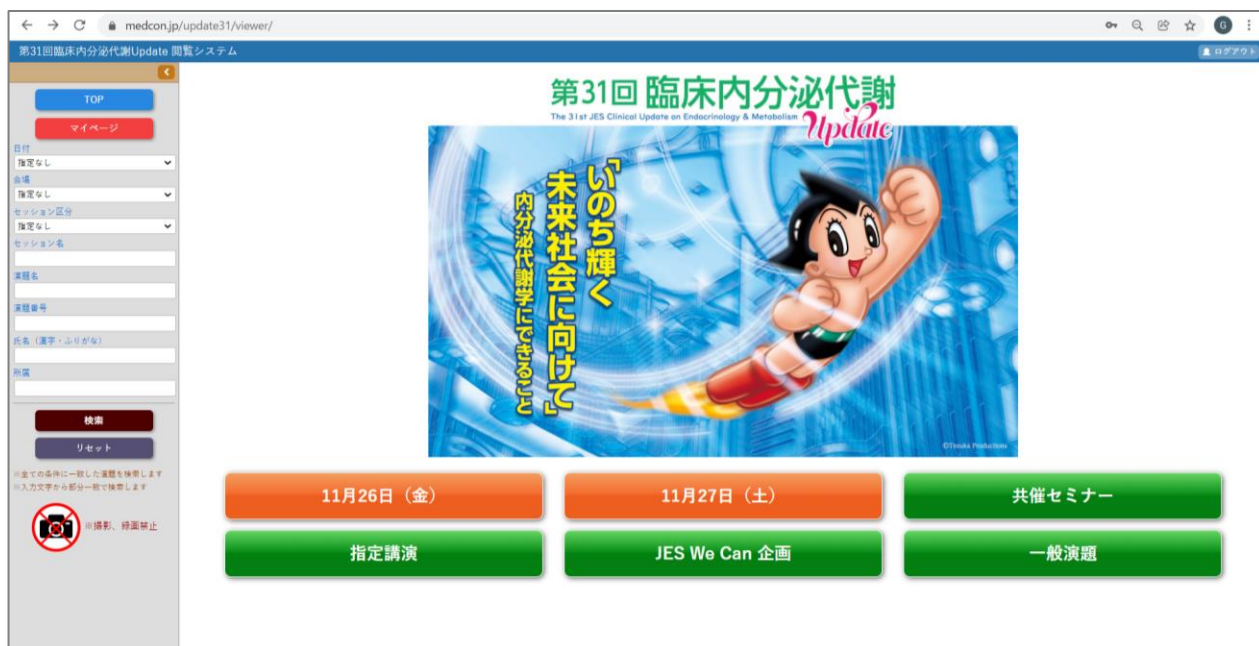 medcon.jp/update31/viewer/
G
第31回臨床内分泌代謝Update 閲覧システム
ログアウト
TOP
マイページ
日付
指定なし
会場
指定なし
セッション区分
指定なし
セッション名
演題名
演題番号
氏名（漢字・ふりがな）
所属
検索
リセット
※全ての条件に一致した演題を検索します
※入力文字から部分一致で検索します
※撮影、録画禁止
第31回 臨床内分泌代謝
The 31st JES Clinical Update on Endocrinology & Metabolism
Update
「いのち輝く
未来社会に向けて」
内分泌代謝学にできること
©Tezuka Productions
11月26日（金）
11月27日（土）
共催セミナー
指定講演
JES We Can 企画
一般演題